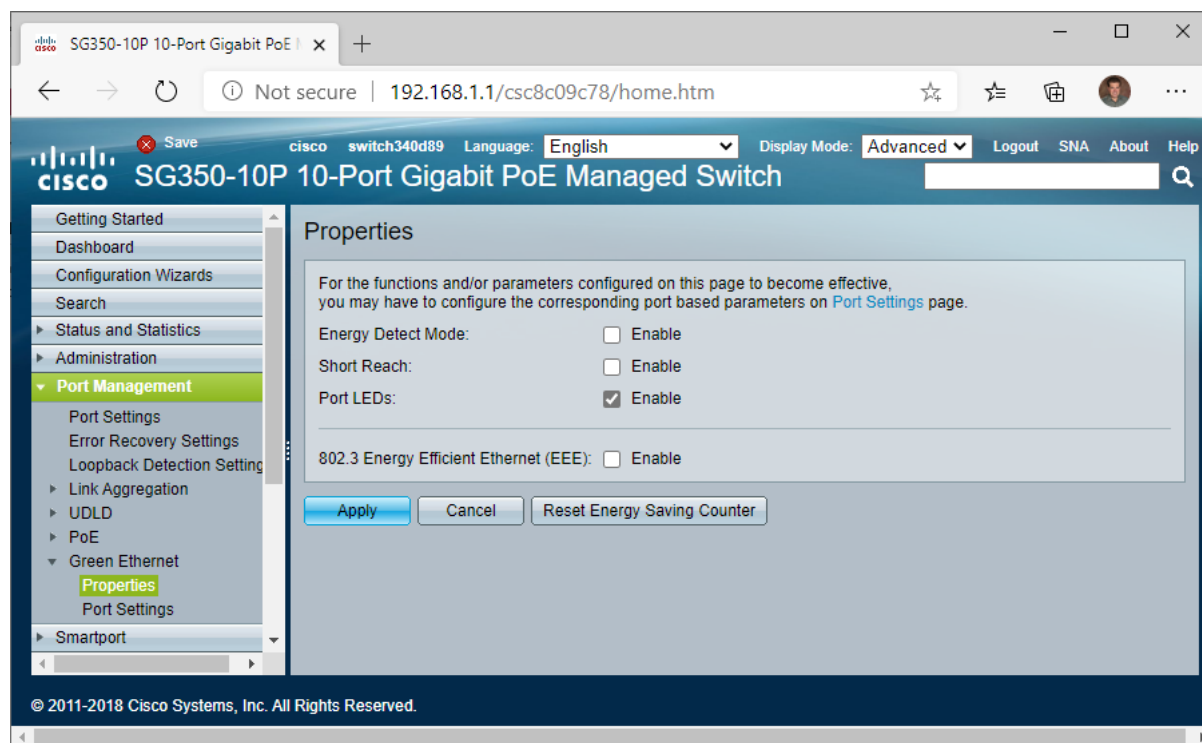 SG350-10P 10-Port Gigabit PoE
Not secure | 192.168.1.1/csc8c09c78/home.htm
Save cisco switch340d89 Language: English Display Mode: Advanced Logout SNA About Help
CISCO SG350-10P 10-Port Gigabit PoE Managed Switch
Getting Started
Dashboard
Configuration Wizards
Search
Status and Statistics
Administration
Port Management
Port Settings
Error Recovery Settings
Loopback Detection Setting
Link Aggregation
UDLD
PoE
Green Ethernet
Properties
Port Settings
Smartport
Properties
For the functions and/or parameters configured on this page to become effective,
you may have to configure the corresponding port based parameters on Port Settings page.
Energy Detect Mode: Enable
Short Reach: Enable
Port LEDs: Enable
802.3 Energy Efficient Ethernet (EEE): Enable
Apply Cancel Reset Energy Saving Counter
© 2011-2018 Cisco Systems, Inc. All Rights Reserved.